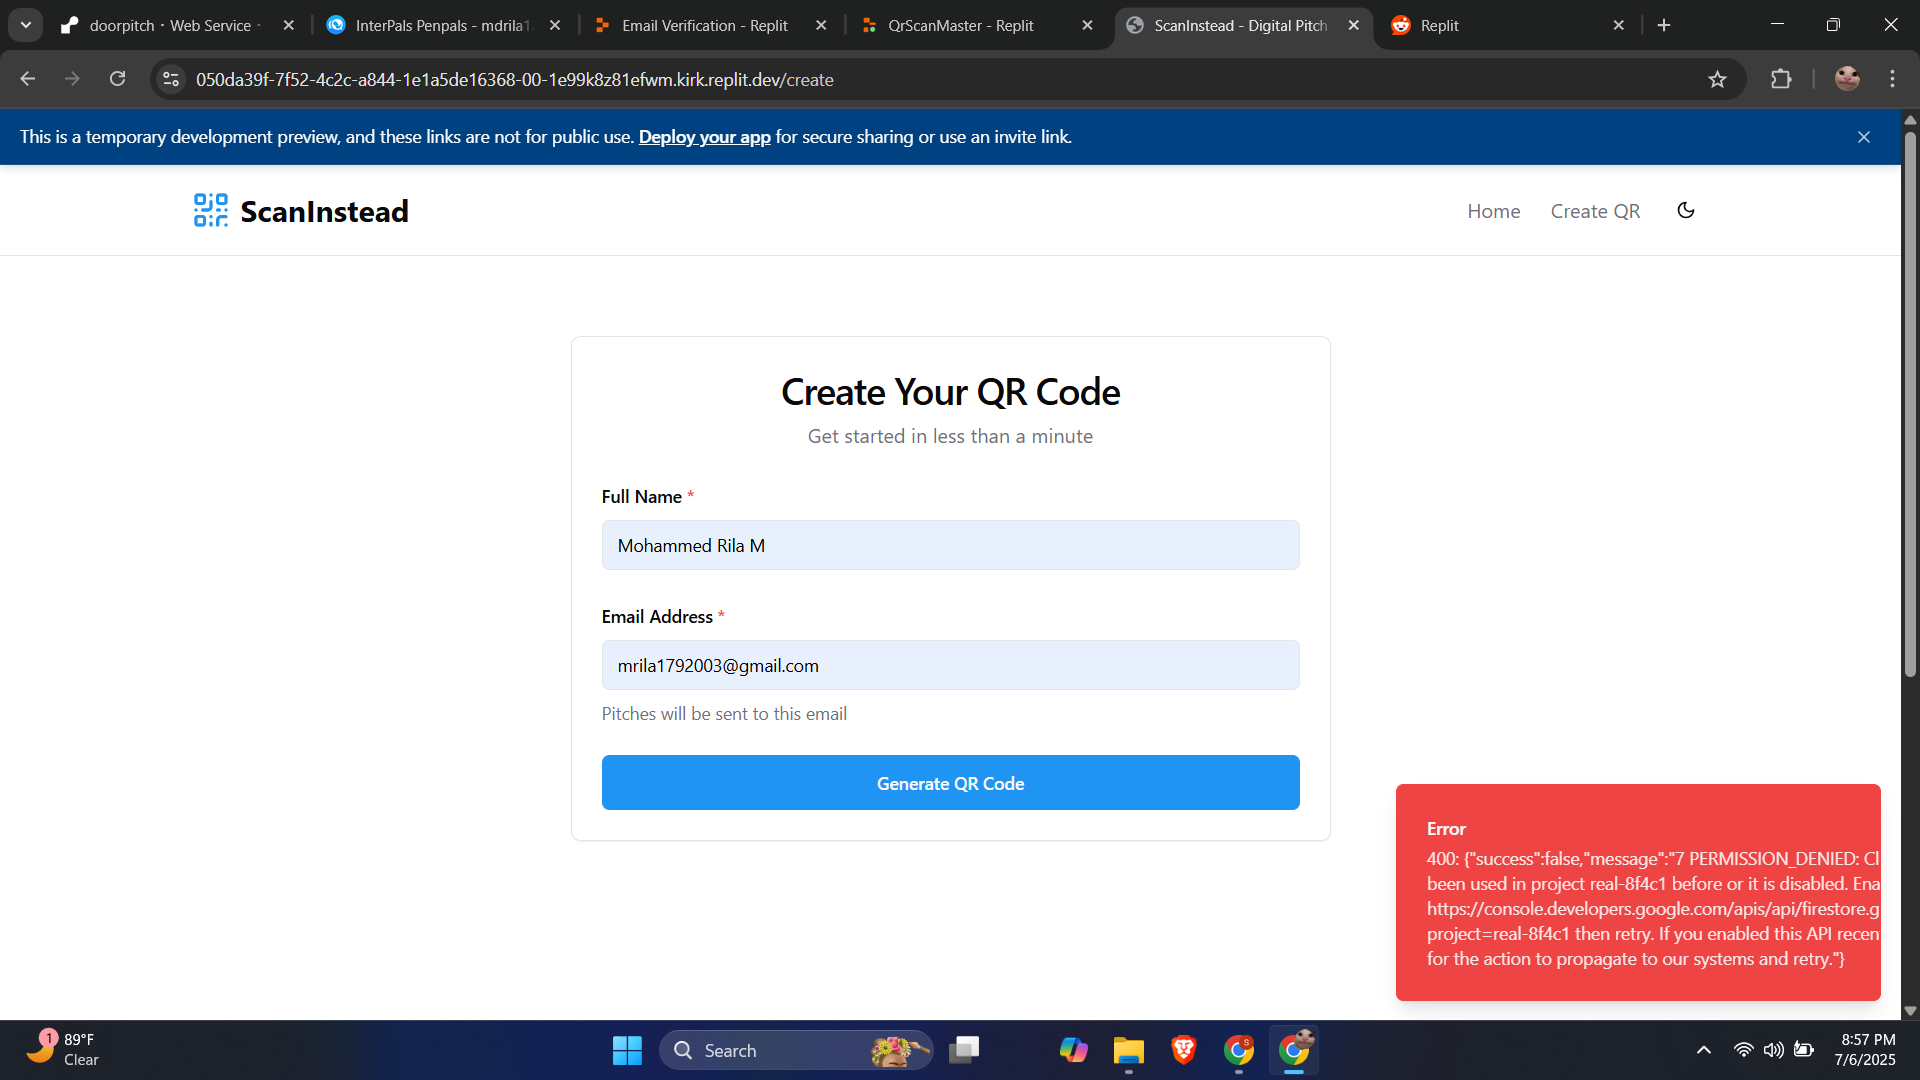 doorpitch · Web Service ·
InterPals Penpals - mdrila1
Email Verification - Replit
QrScanMaster - Replit
ScanInstead - Digital Pitch
Replit
050da39f-7f52-4c2c-a844-1e1a5de16368-00-1e99k8z81efwm.kirk.replit.dev/create
This is a temporary development preview, and these links are not for public use. Deploy your app for secure sharing or use an invite link.
ScanInstead
Home
Create QR
Create Your QR Code
Get started in less than a minute
Full Name *
Mohammed Rila M
Email Address *
mrila1792003@gmail.com
Pitches will be sent to this email
Generate QR Code
Error
400: {"success":false,"message":"7 PERMISSION_DENIED: Cl
been used in project real-8f4c1 before or it is disabled. Ena
https://console.developers.google.com/apis/api/firestore.g
project=real-8f4c1 then retry. If you enabled this API recen
for the action to propagate to our systems and retry."}
1
89°F
Clear
Search
S
8:57 PM
7/6/2025